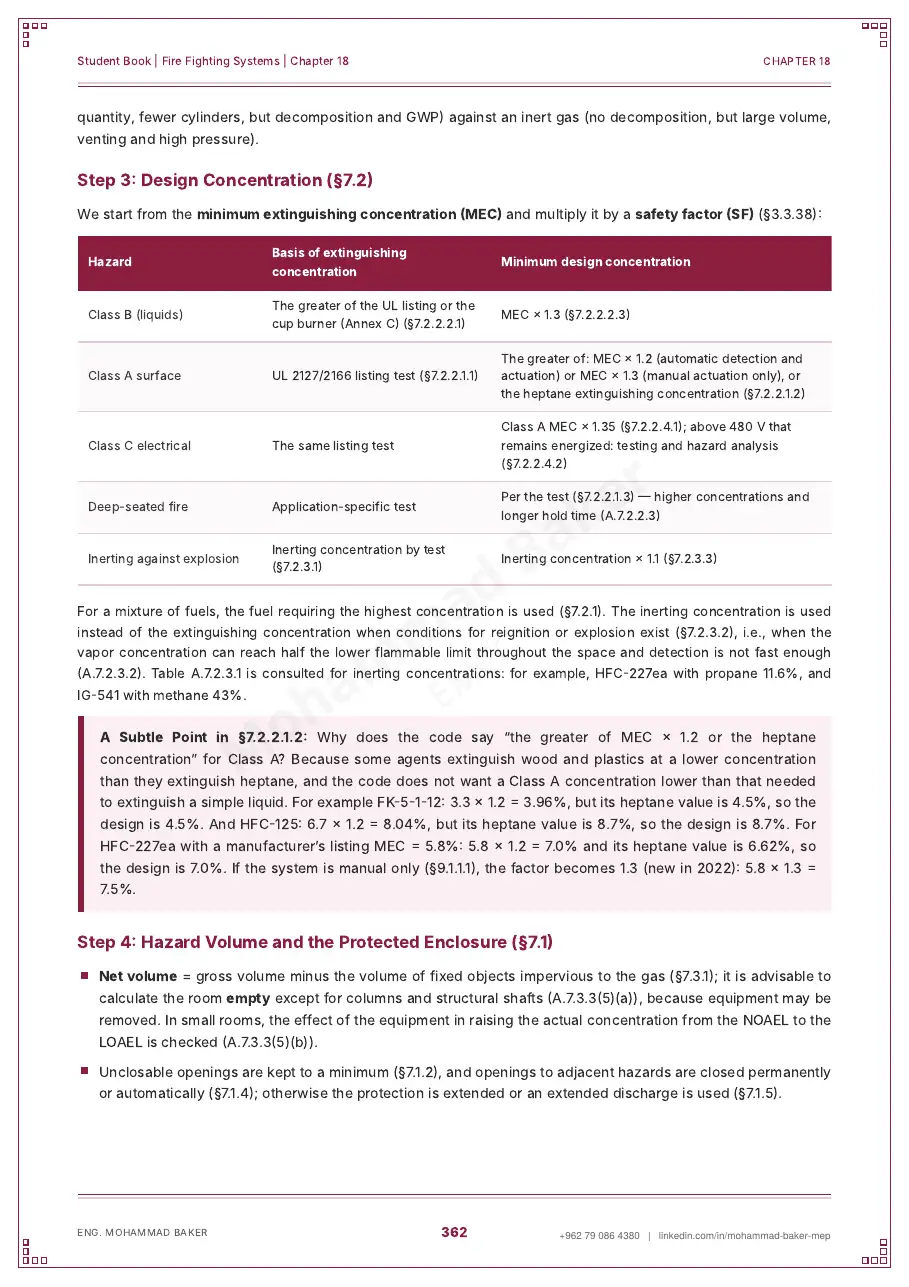 Student Book | Fire Fighting Systems | Chapter 18
CHAPTER 18
quantity, fewer cylinders, but decomposition and GWP) against an inert gas (no decomposition, but large volume,
venting and high pressure).
Step 3: Design Concentration (§7.2)
We start from the minimum extinguishing concentration (MEC) and multiply it by a safety factor (SF) (§3.3.38):
Hazard
Basis of extinguishing
concentration
Minimum design concentration
Class B (liquids)
The greater of the UL listing or the
cup burner (Annex C) (§7.2.2.2.1)
MEC × 1.3 (§7.2.2.2.3)
Class A surface
UL 2127/2166 listing test (§7.2.2.1.1)
The greater of: MEC × 1.2 (automatic detection and
actuation) or MEC × 1.3 (manual actuation only), or
the heptane extinguishing concentration (§7.2.2.1.2)
Class C electrical
The same listing test
Class A MEC × 1.35 (§7.2.2.4.1); above 480 V that
remains energized: testing and hazard analysis
(§7.2.2.4.2)
Deep-seated fire
Application-specific test
Per the test (§7.2.2.1.3) — higher concentrations and
longer hold time (A.7.2.2.3)
Inerting against explosion
Inerting concentration by test
(§7.2.3.1)
Inerting concentration × 1.1 (§7.2.3.3)
For a mixture of fuels, the fuel requiring the highest concentration is used (§7.2.1). The inerting concentration is used
instead of the extinguishing concentration when conditions for reignition or explosion exist (§7.2.3.2), i.e., when the
vapor concentration can reach half the lower flammable limit throughout the space and detection is not fast enough
(A.7.2.3.2). Table A.7.2.3.1 is consulted for inerting concentrations: for example, HFC-227ea with propane 11.6%, and
IG-541 with methane 43%.
A Subtle Point in §7.2.2.1.2: Why does the code say “the greater of MEC × 1.2 or the heptane
concentration” for Class A? Because some agents extinguish wood and plastics at a lower concentration
than they extinguish heptane, and the code does not want a Class A concentration lower than that needed
to extinguish a simple liquid. For example FK-5-1-12: 3.3 × 1.2 = 3.96%, but its heptane value is 4.5%, so the
design is 4.5%. And HFC-125: 6.7 × 1.2 = 8.04%, but its heptane value is 8.7%, so the design is 8.7%. For
HFC-227ea with a manufacturer’s listing MEC = 5.8%: 5.8 × 1.2 = 7.0% and its heptane value is 6.62%, so
the design is 7.0%. If the system is manual only (§9.1.1.1), the factor becomes 1.3 (new in 2022): 5.8 × 1.3 =
7.5%.
Step 4: Hazard Volume and the Protected Enclosure (§7.1)
Net volume = gross volume minus the volume of fixed objects impervious to the gas (§7.3.1); it is advisable to
calculate the room empty except for columns and structural shafts (A.7.3.3(5)(a)), because equipment may be
removed. In small rooms, the effect of the equipment in raising the actual concentration from the NOAEL to the
LOAEL is checked (A.7.3.3(5)(b)).
Unclosable openings are kept to a minimum (§7.1.2), and openings to adjacent hazards are closed permanently
or automatically (§7.1.4); otherwise the protection is extended or an extended discharge is used (§7.1.5).
Mohammad Baker
ENG. MOHAMMAD BAKER
362
+962 79 086 4380 | linkedin.com/in/mohammad-baker-mep